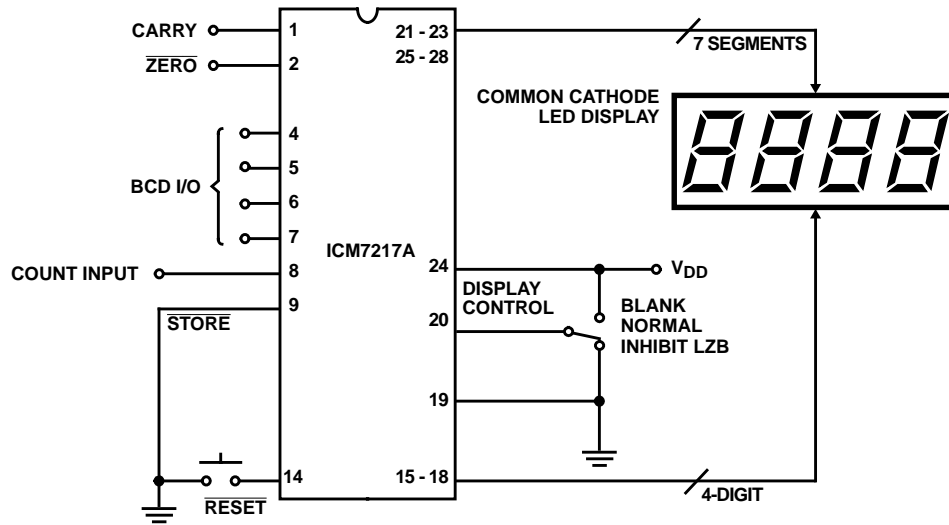 CARRY
ZERO
BCD I/O
COUNT INPUT
STORE
RESET
1
2
4
5
6
7
8
9
14
ICM7217A
21 - 23
25 - 28
24
20
19
15 - 18
7 SEGMENTS
COMMON CATHODE
LED DISPLAY
8888
VDD
DISPLAY
CONTROL
BLANK
NORMAL
INHIBIT LZB
4-DIGIT